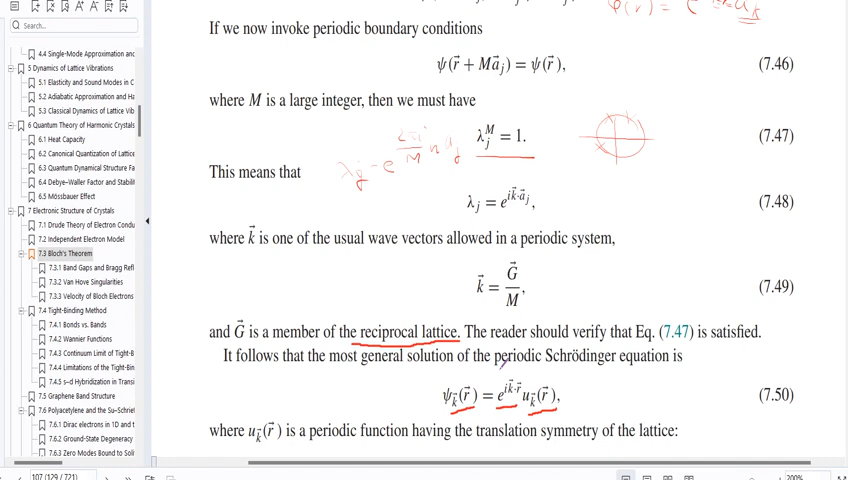 Search...
4.4 Single-Mode Approximation and
5 Dynamics of Lattice Vibrations
5.1 Elasticity and Sound Modes in C
5.2 Adiabatic Approximation and Ha
5.3 Classical Dynamics of Lattice Vib
6 Quantum Theory of Harmonic Crystals
6.1 Heat Capacity
6.2 Canonical Quantization of Lattice
6.3 Quantum Dynamical Structure Fa
6.4 Debye–Waller Factor and Stabilit
6.5 Mössbauer Effect
7 Electronic Structure of Crystals
7.1 Drude Theory of Electron Conduc
7.2 Independent Electron Model
7.3 Bloch's Theorem
7.3.1 Band Gaps and Bragg Refl
7.3.2 Van Hove Singularities
7.3.3 Velocity of Bloch Electrons
7.4 Tight-Binding Method
7.4.1 Bonds vs. Bands
7.4.2 Wannier Functions
7.4.3 Continuum Limit of Tight-B
7.4.4 Limitations of the Tight-Bin
7.4.5 s–d Hybridization in Transi
7.5 Graphene Band Structure
7.6 Polyacetylene and the Su–Schrief
7.6.1 Dirac electrons in 1D and t
7.6.2 Ground-State Degeneracy
7.6.3 Zero Modes Bound to Solit
If we now invoke periodic boundary conditions
ψ(r⃗ + Ma⃗ⱼ) = ψ(r⃗), (7.46)
where M is a large integer, then we must have
λⱼᴹ = 1. (7.47)
This means that
λⱼ = e^{ik⃗·a⃗ⱼ}, (7.48)
where k⃗ is one of the usual wave vectors allowed in a periodic system,
k⃗ = G⃗/M, (7.49)
and G⃗ is a member of the reciprocal lattice. The reader should verify that Eq. (7.47) is satisfied.
It follows that the most general solution of the periodic Schrödinger equation is
ψ_{k⃗}(r⃗) = e^{ik⃗·r⃗}u_{k⃗}(r⃗), (7.50)
where u_{k⃗}(r⃗) is a periodic function having the translation symmetry of the lattice:
107 (129 / 721)
200%